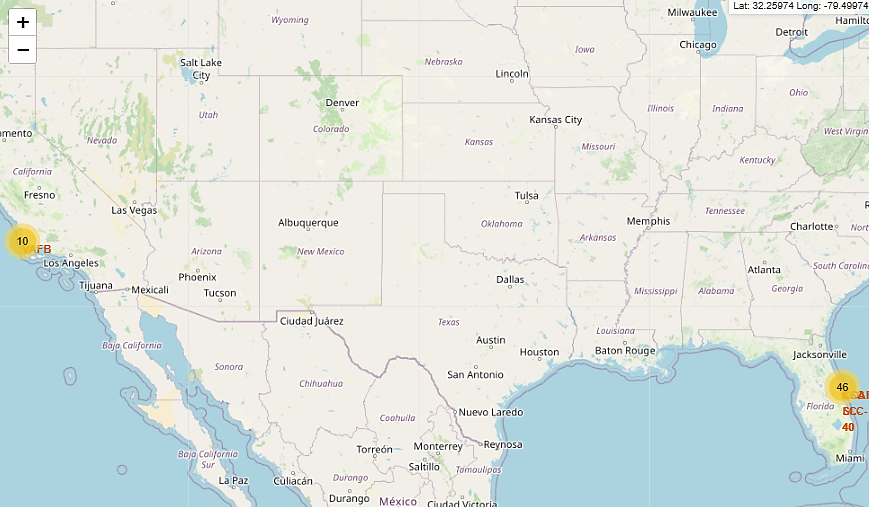 +
−
Lat: 32.25974 Long: -79.49974
Wyoming
Milwaukee
Hamilto
Detroit
Chicago
Iowa
Salt Lake
City
Nebraska
Lincoln
Ohio
Denver
Illinois
Indiana
Utah
Kansas City
West Virgin
Colorado
amento
Nevada
Kansas
Missouri
Kentucky
California
Fresno
Las Vegas
Tulsa
Tennessee
Albuquerque
Oklahoma
Memphis
Charlotte
Nort
10
AFB
Arizona
New Mexico
Arkansas
Los Angeles
Phoenix
Atlanta
South Carolina
Tijuana
Mexicali
Tucson
Dallas
Mississippi
Alabama
Georgia
Ciudad Juárez
Texas
Louisiana
Baja California
Austin
Houston
Baton Rouge
Jacksonville
Sonora
San Antonio
Chihuahua
46
Coahuila
Nuevo Laredo
Florida
SLC-
40
Torreón
Monterrey
Reynosa
Baja California
Sur
Saltillo
Tamaulipas
Miami
La Paz
Culiacán
Durango
Durango
México
Ciudad Victoria